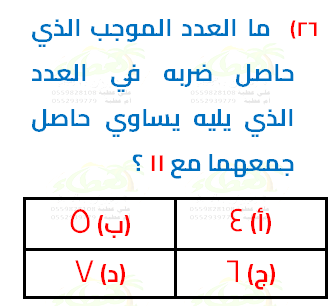 ٢٦) ما العدد الموجب الذي
حاصل ضربه في العدد
الذي يليه يساوي حاصل
جمعهما مع ١١ ؟
(أ) ٤ (ب) ٥
(ج) ٦ (د) ٧